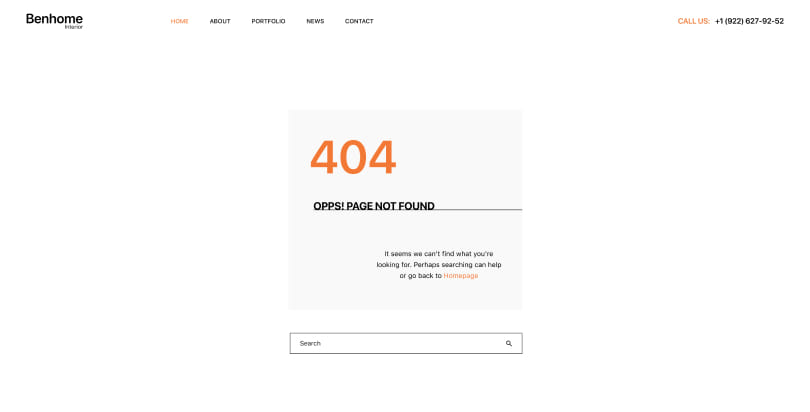 Benhome
Interior
HOME ABOUT PORTFOLIO NEWS CONTACT
CALL US: +1 (922) 627-92-52
404
OPPS! PAGE NOT FOUND
It seems we can't find what you're
looking for. Perhaps searching can help
or go back to Homepage
Search